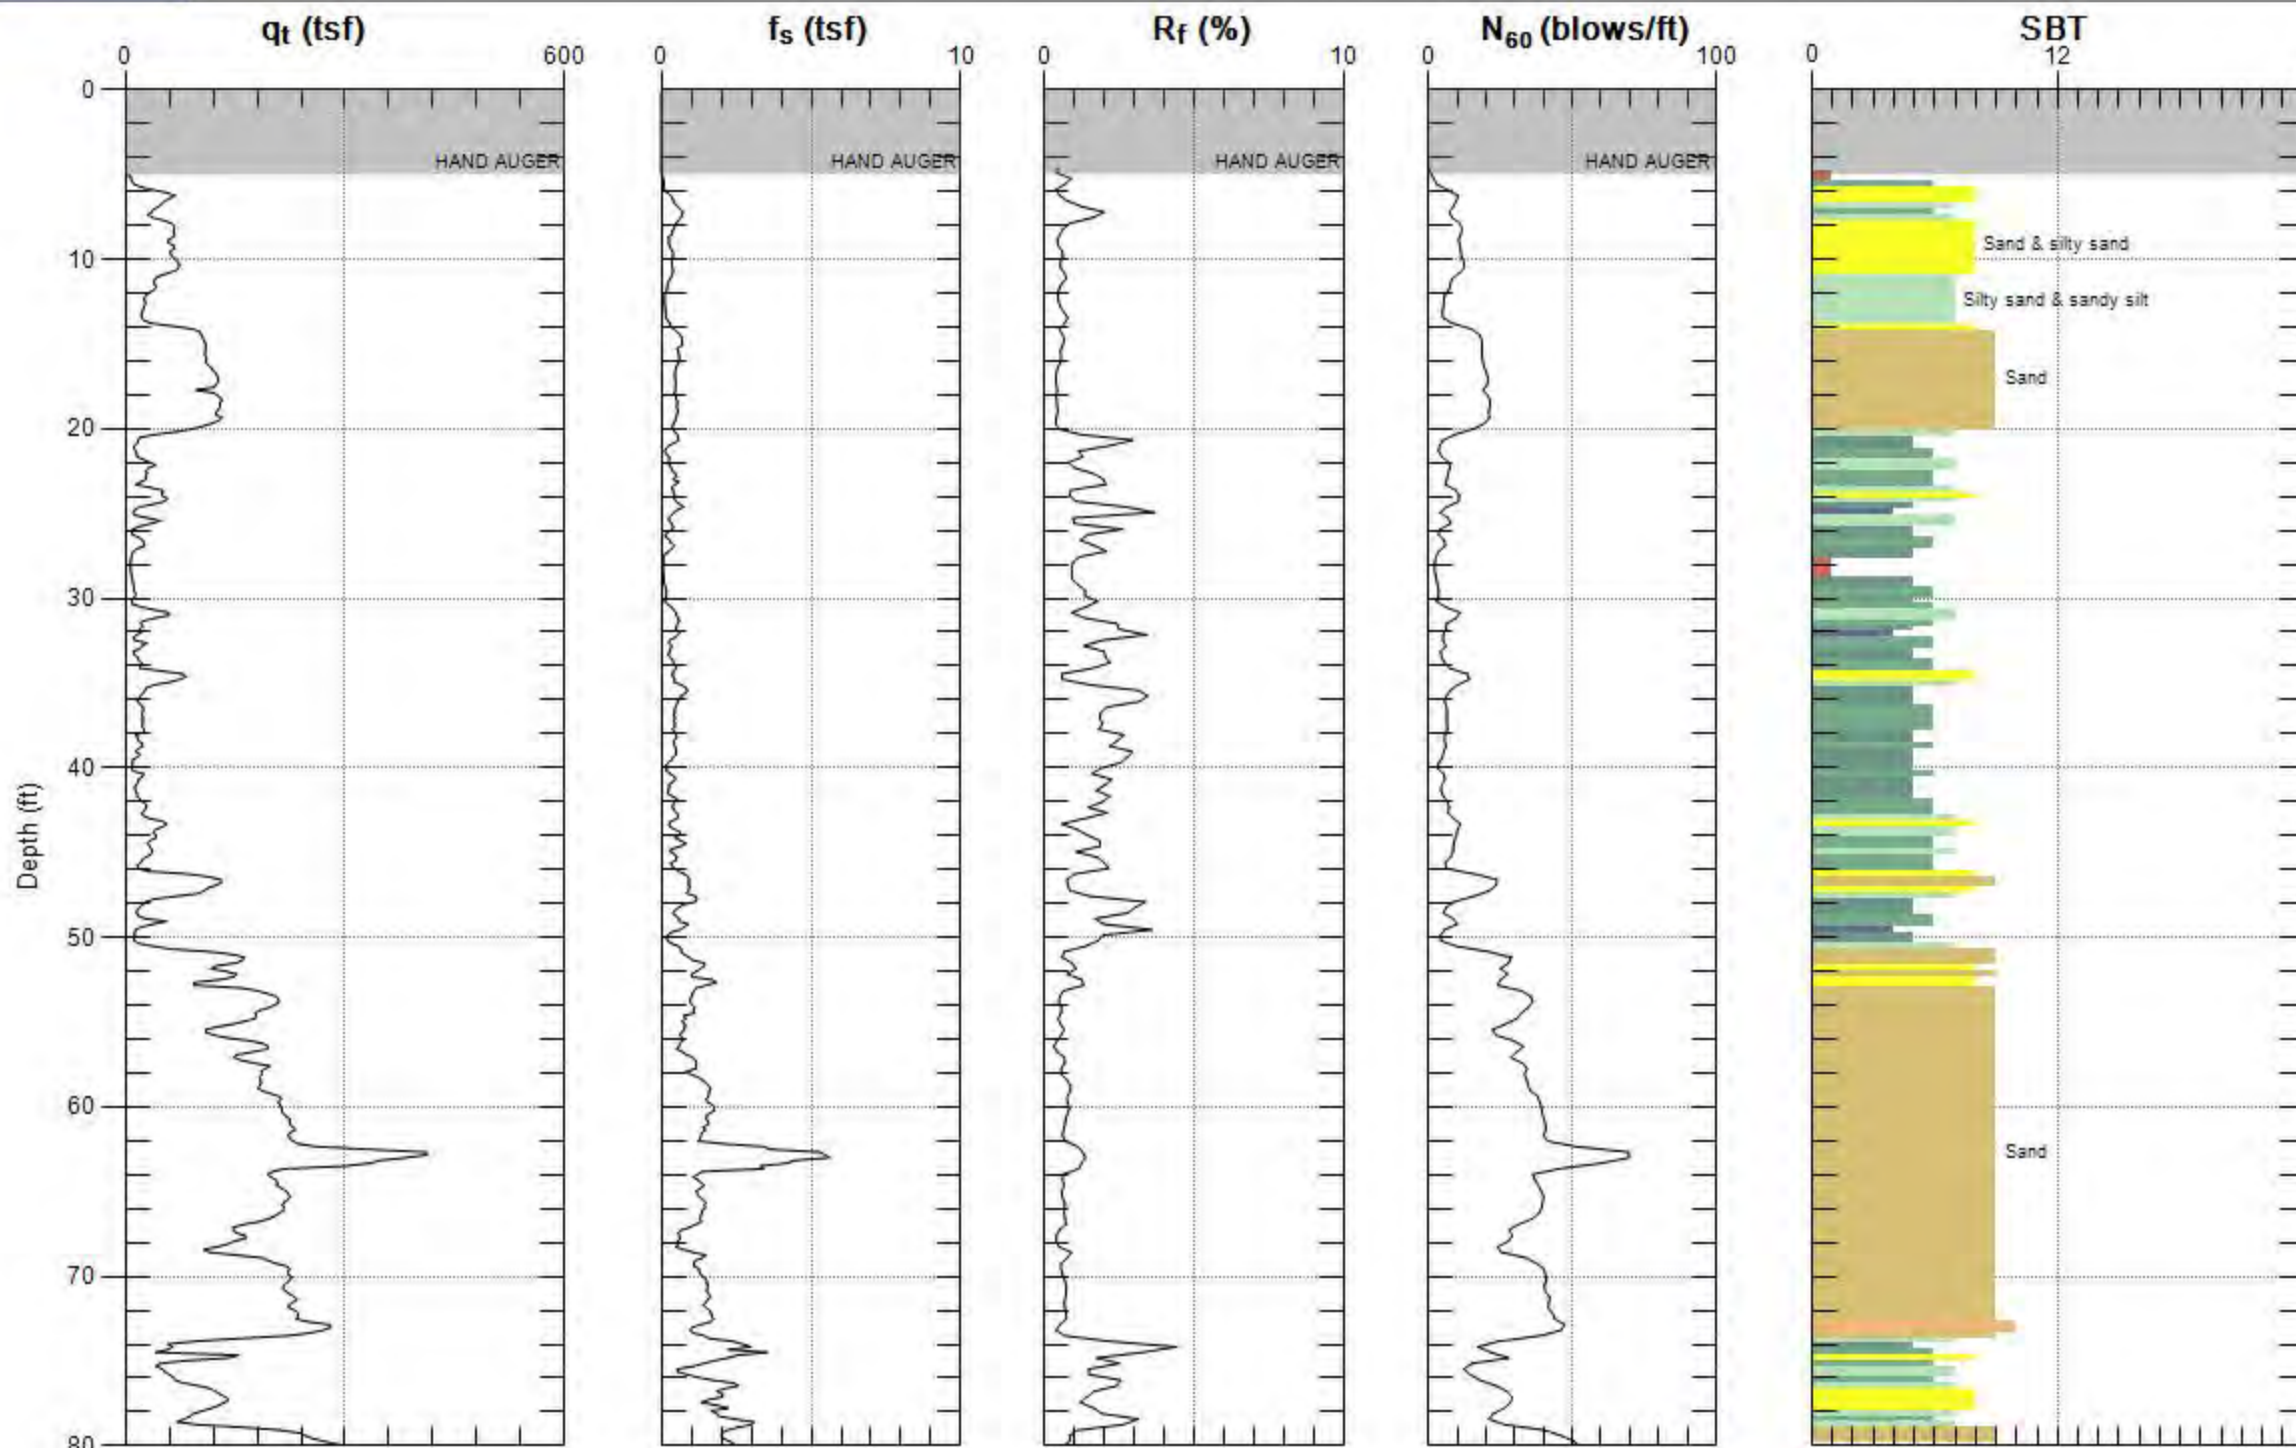 qt (tsf) fs (tsf) Rf (%) N60 (blows/ft) SBT
0 600 0 10 0 10 0 100 0 12
0
HAND AUGER HAND AUGER HAND AUGER HAND AUGER
Sand & silty sand
10
Silty sand & sandy silt
Sand
20
30
40
Depth (ft)
50
60
Sand
70
80